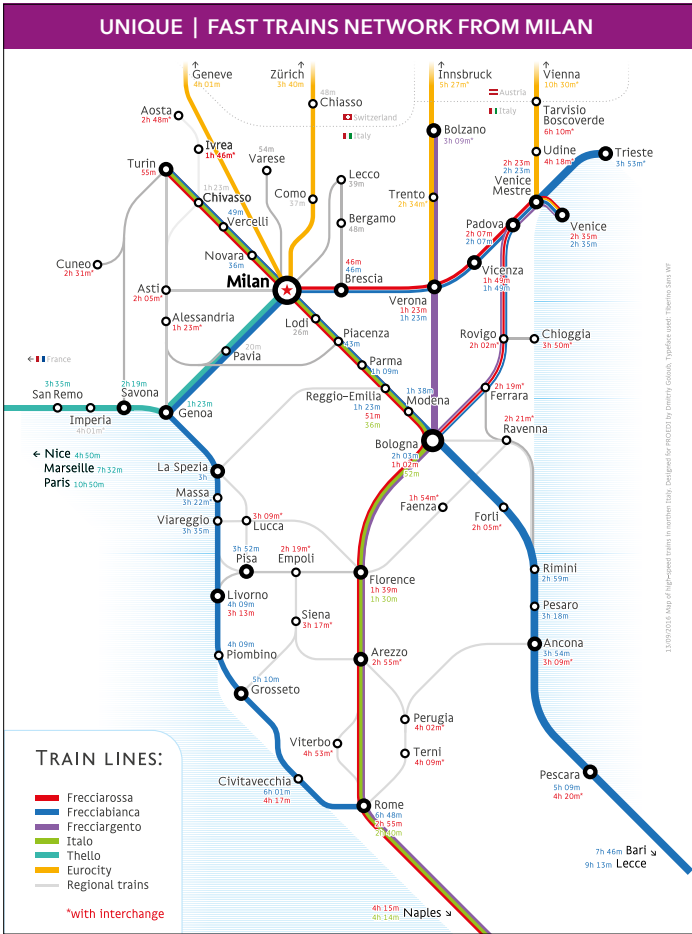 UNIQUE | FAST TRAINS NETWORK FROM MILAN
Geneve
4h 01m
Zürich
3h 40m
Innsbruck
5h 27m*
Vienna
10h 30m*
48m
Chiasso
Switzerland
Italy
Austria
Italy
Tarvisio
Boscoverde
6h 10m*
Aosta
2h 48m*
Ivrea
1h 46m*
54m
Varese
Bolzano
3h 09m*
Udine
4h 18m*
Trieste
3h 53m*
Turin
55m
Lecco
39m
2h 23m
2h 23m
Venice
Mestre
1h 23m
Chivasso
Como
37m
Trento
2h 34m*
49m
Vercelli
Bergamo
48m
Padova
2h 07m
2h 07m
Venice
2h 35m
2h 35m
Novara
36m
Cuneo
2h 31m*
Milan
46m
46m
Brescia
Vicenza
1h 49m
1h 49m
Asti
2h 05m*
Verona
1h 23m
1h 23m
Alessandria
1h 23m*
Lodi
26m
Piacenza
43m
Rovigo
2h 02m*
Chioggia
3h 50m*
France
20m
Pavia
Parma
1h 09m
3h 35m
San Remo
2h 19m
Savona
Imperia
4h 01m*
1h 23m
Genoa
Reggio-Emilia
1h 23m
51m
36m
1h 38m
Modena
2h 19m*
Ferrara
2h 21m*
Ravenna
← Nice 4h 50m
Marseille 7h 32m
Paris 10h 50m
Bologna
2h 03m
1h 02m
52m
La Spezia
3h
Massa
3h 22m*
Viareggio
3h 35m
3h 09m*
Lucca
1h 54m*
Faenza
Forli
2h 05m*
3h 52m
Pisa
2h 19m*
Empoli
Florence
1h 39m
1h 30m
Rimini
2h 59m
Livorno
4h 09m
3h 13m
Siena
3h 17m*
Pesaro
3h 18m
4h 09m
Piombino
Arezzo
2h 55m*
Ancona
3h 54m
3h 09m*
5h 10m
Grosseto
Perugia
4h 02m*
Viterbo
4h 53m*
Terni
4h 09m*
Civitavecchia
6h 01m
4h 17m
Pescara
5h 09m
4h 20m*
Rome
6h 48m
2h 55m
2h 40m
7h 46m Bari
9h 13m Lecce
4h 15m
4h 14m
Naples
TRAIN LINES:
Frecciarossa
Frecciabianca
Frecciargento
Italo
Thello
Eurocity
Regional trains
*with interchange